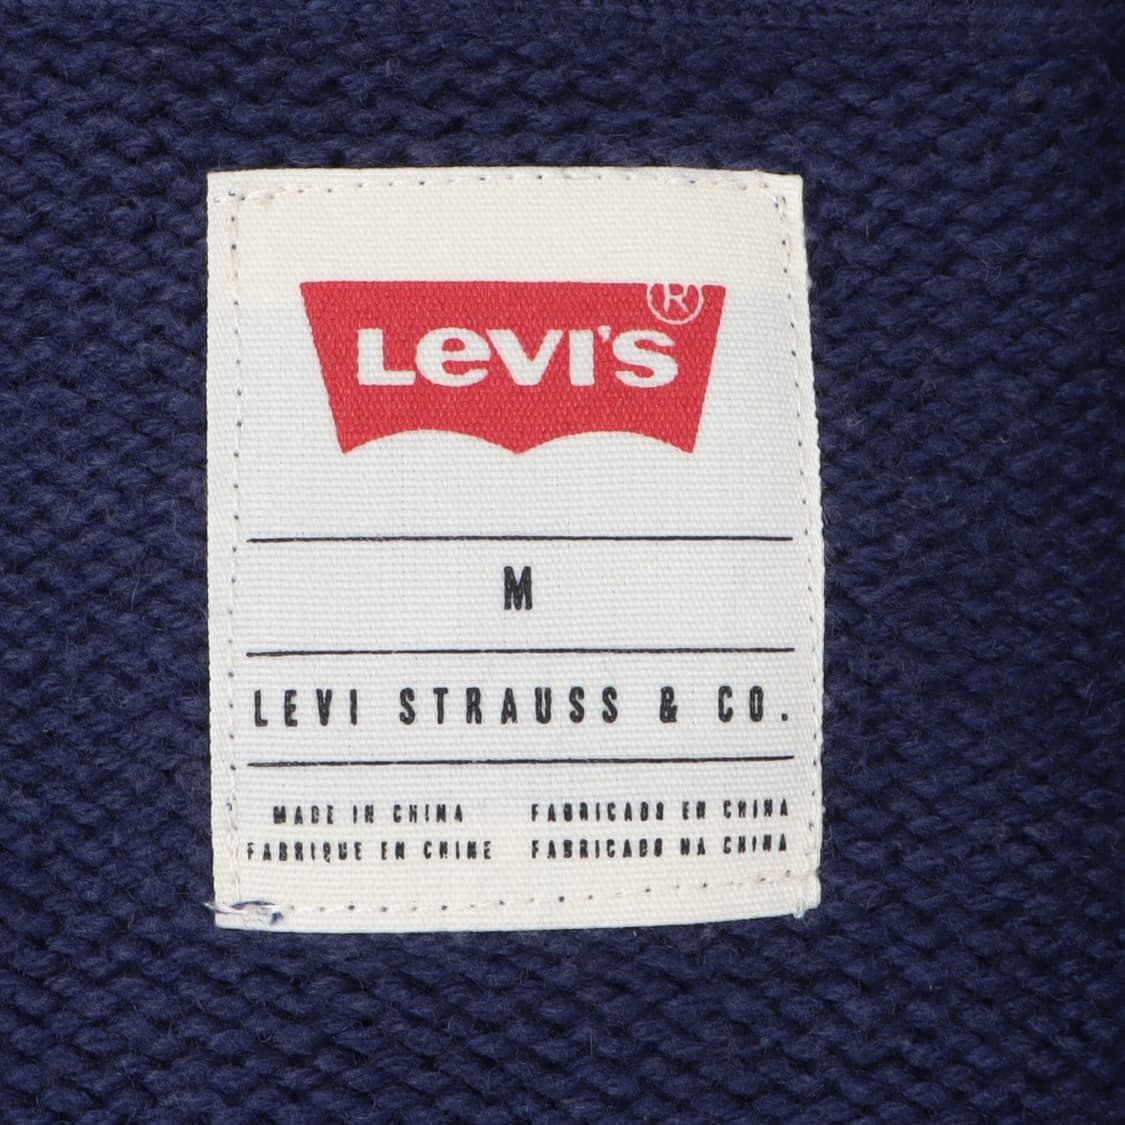 Levi's ®
M
LEVI STRAUSS & CO.
MADE IN CHINA FABRICADO EN CHINA
FABRIQUE EN CHINE FABRICADO NA CHINA